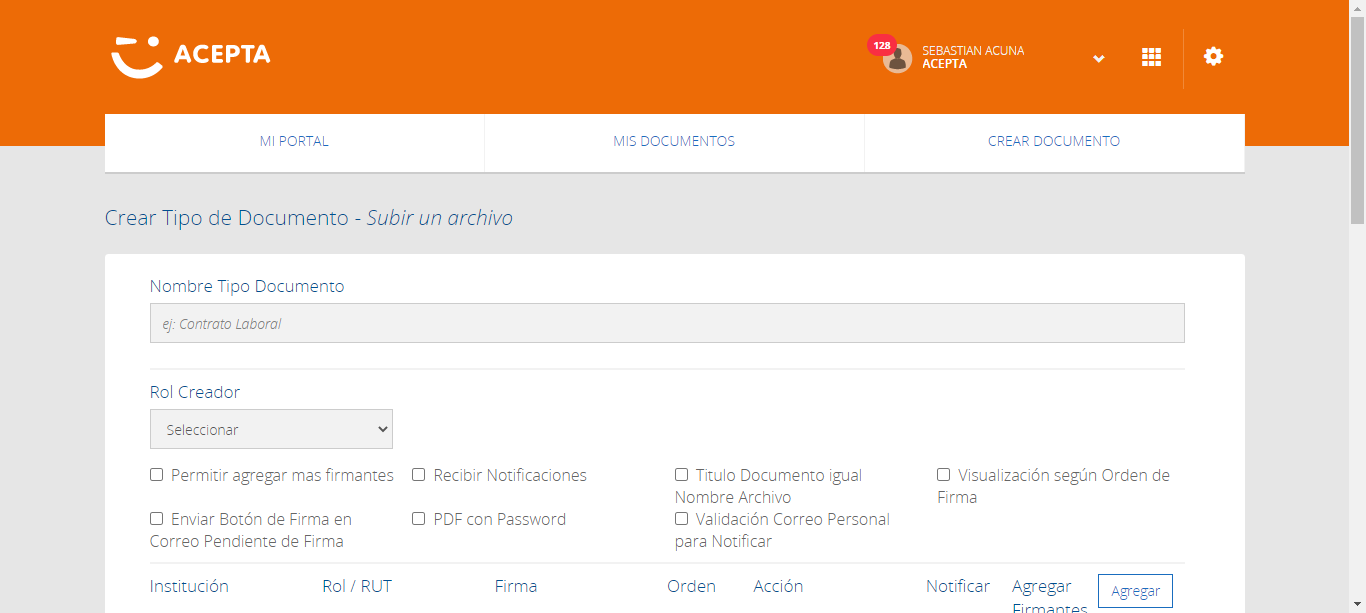 ACEPTA
128
SEBASTIAN ACUNA
ACEPTA
MI PORTAL
MIS DOCUMENTOS
CREAR DOCUMENTO
Crear Tipo de Documento - Subir un archivo
Nombre Tipo Documento
ej: Contrato Laboral
Rol Creador
Seleccionar
Permitir agregar mas firmantes
Recibir Notificaciones
Titulo Documento igual
Nombre Archivo
Visualización según Orden de
Firma
Enviar Botón de Firma en
Correo Pendiente de Firma
PDF con Password
Validación Correo Personal
para Notificar
Institución
Rol / RUT
Firma
Orden
Acción
Notificar
Agregar
Firmantes
Agregar